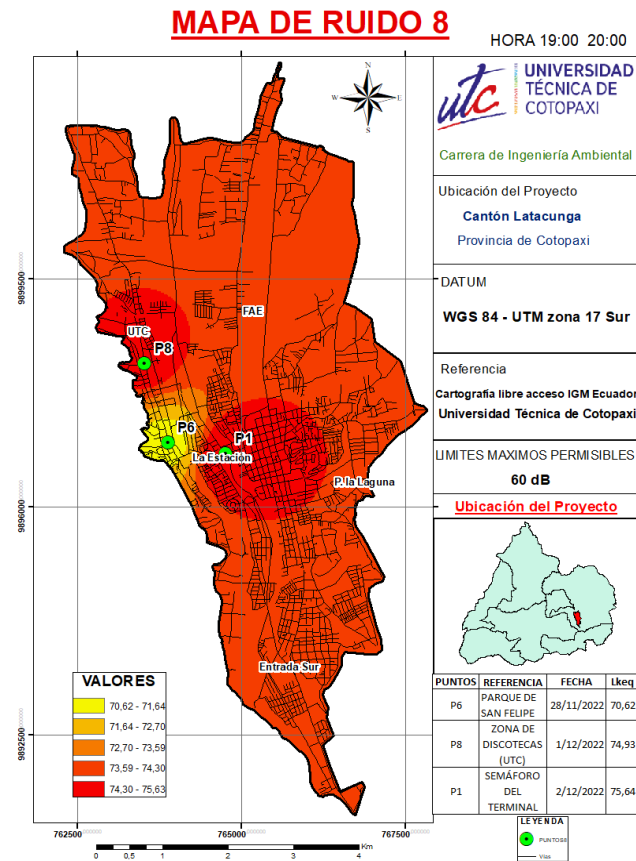 MAPA DE RUIDO 8
HORA 19:00 20:00
N
W
E
S
utc
UNIVERSIDAD
TÉCNICA DE
COTOPAXI
Carrera de Ingeniería Ambiental
Ubicación del Proyecto
Cantón Latacunga
Provincia de Cotopaxi
DATUM
WGS 84 - UTM zona 17 Sur
Referencia
Cartografía libre acceso IGM Ecuador
Universidad Técnica de Cotopaxi
LIMITES MAXIMOS PERMISIBLES
60 dB
Ubicación del Proyecto
PUNTOS REFERENCIA FECHA Lkeq
P6 PARQUE DE SAN FELIPE 28/11/2022 70,62
P8 ZONA DE DISCOTECAS (UTC) 1/12/2022 74,93
P1 SEMÁFORO DEL TERMINAL 2/12/2022 75,64
LEYENDA
PUNTOS8
Vias
FAE
UTC
P8
P6
P1
La Estación
P. la Laguna
Entrada Sur
VALORES
70,62 - 71,64
71,64 - 72,70
72,70 - 73,59
73,59 - 74,30
74,30 - 75,63
9895000
9890000
9892500
762500
765000
767500
0 0,5 1 2 3 4 Km